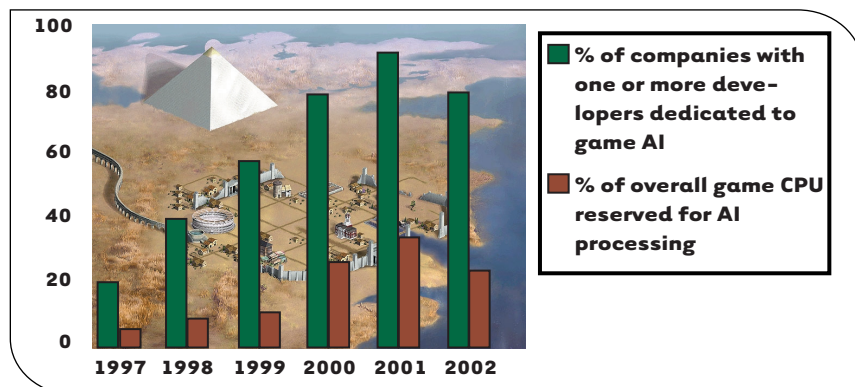 100
80
60
40
20
0
1997 1998 1999 2000 2001 2002
% of companies with
one or more deve-
lopers dedicated to
game AI
% of overall game CPU
reserved for AI
processing